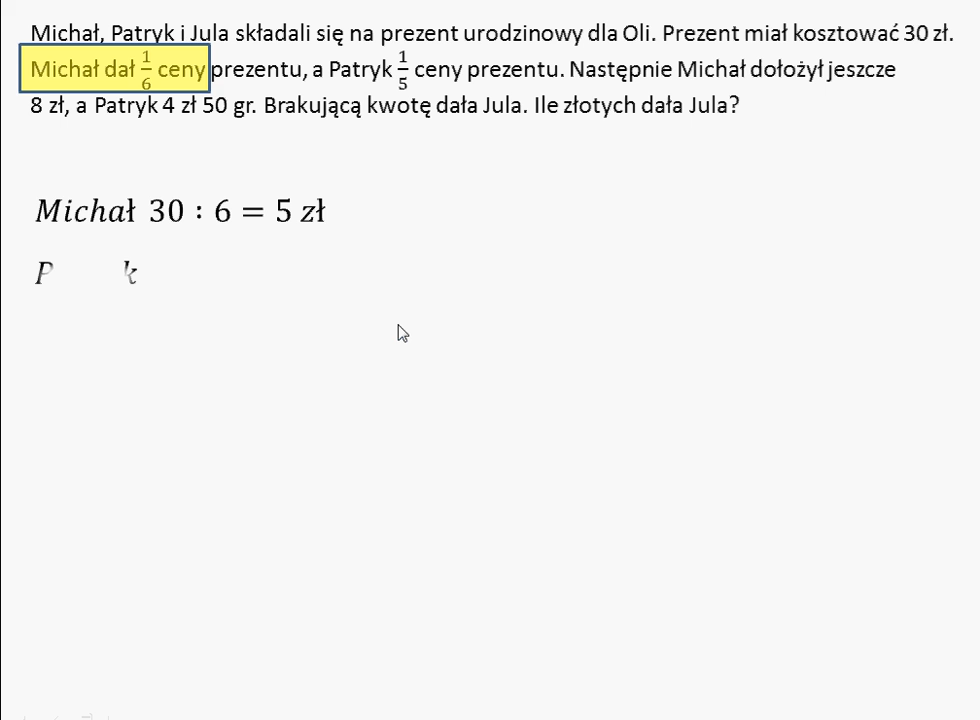 Michał, Patryk i Jula składali się na prezent urodzinowy dla Oli. Prezent miał kosztować 30 zł.
Michał dał 1/6 ceny prezentu, a Patryk 1/5 ceny prezentu. Następnie Michał dołożył jeszcze
8 zł, a Patryk 4 zł 50 gr. Brakującą kwotę dała Jula. Ile złotych dała Jula?
Michał 30 : 6 = 5 zł
P k